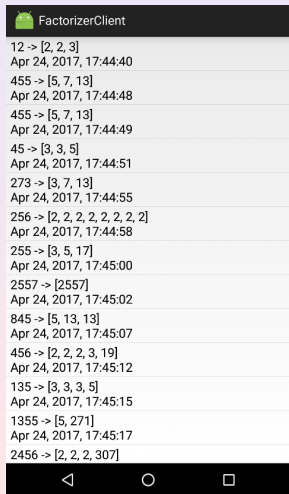 FactorizerClient
12 -> [2, 2, 3]
Apr 24, 2017, 17:44:40
455 -> [5, 7, 13]
Apr 24, 2017, 17:44:48
455 -> [5, 7, 13]
Apr 24, 2017, 17:44:49
45 -> [3, 3, 5]
Apr 24, 2017, 17:44:51
273 -> [3, 7, 13]
Apr 24, 2017, 17:44:55
256 -> [2, 2, 2, 2, 2, 2, 2, 2]
Apr 24, 2017, 17:44:58
255 -> [3, 5, 17]
Apr 24, 2017, 17:45:00
2557 -> [2557]
Apr 24, 2017, 17:45:02
845 -> [5, 13, 13]
Apr 24, 2017, 17:45:07
456 -> [2, 2, 2, 3, 19]
Apr 24, 2017, 17:45:12
135 -> [3, 3, 3, 5]
Apr 24, 2017, 17:45:15
1355 -> [5, 271]
Apr 24, 2017, 17:45:17
2456 -> [2, 2, 2, 307]